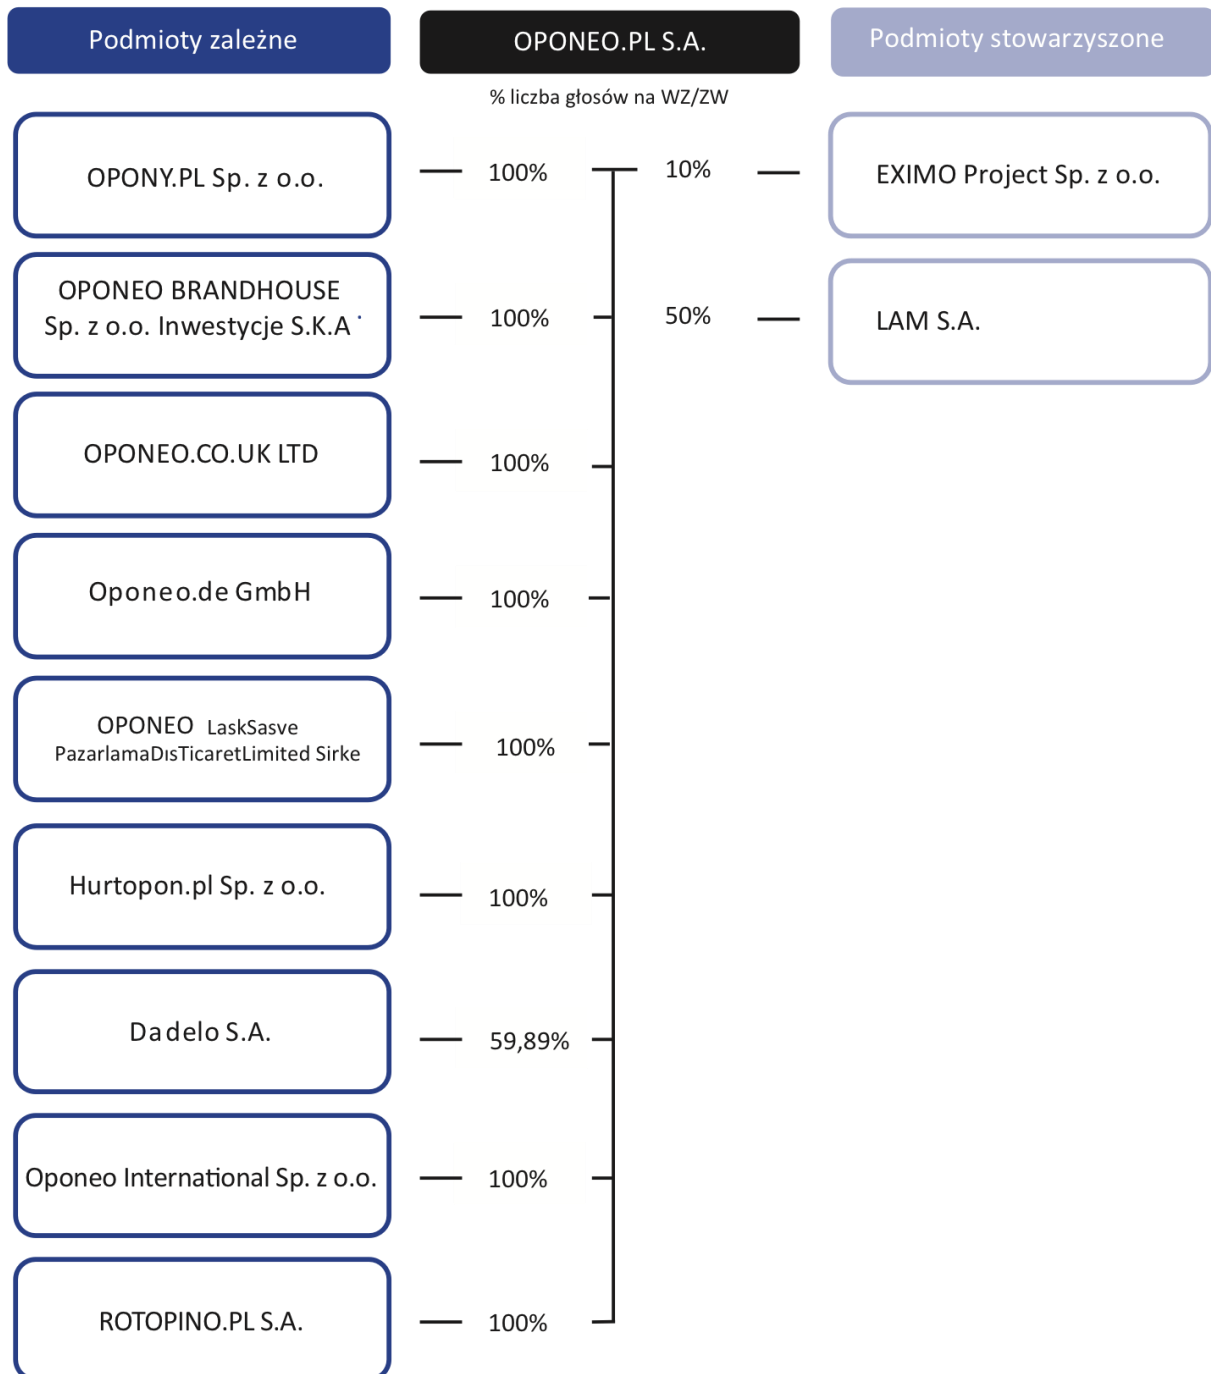 Podmioty zależne
OPONEO.PL S.A.
Podmioty stowarzyszone
% liczba głosów na WZ/ZW
OPONY.PL Sp. z o.o.
100%
10%
EXIMO Project Sp. z o.o.
OPONEO BRANDHOUSE
Sp. z o.o. Inwestycje S.K.A
100%
50%
LAM S.A.
OPONEO.CO.UK LTD
100%
Oponeo.de GmbH
100%
OPONEO LaskSasve
PazarlamaDısTicaretLimited Sirke
100%
Hurtopon.pl Sp. z o.o.
100%
Dadelo S.A.
59,89%
Oponeo International Sp. z o.o.
100%
ROTOPINO.PL S.A.
100%